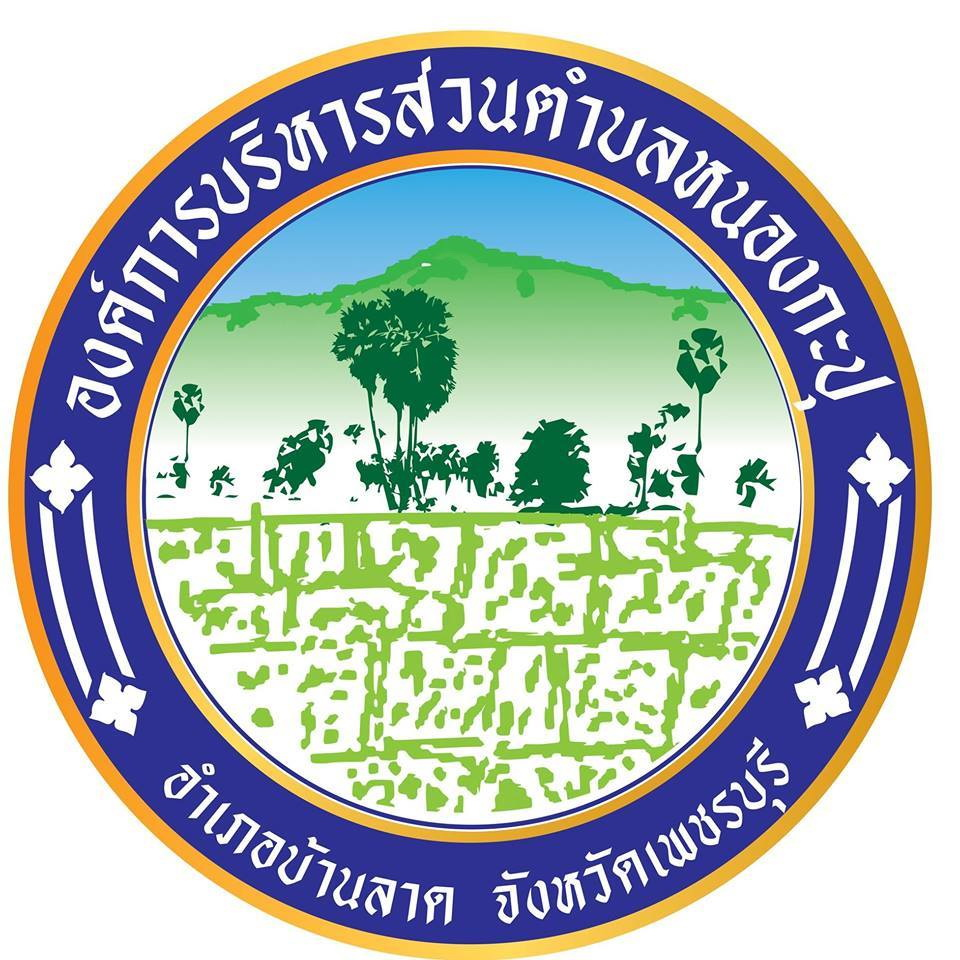 องค์การบริหารส่วนตำบลหนองกะปุ
อำเภอบ้านลาด จังหวัดเพชรบุรี